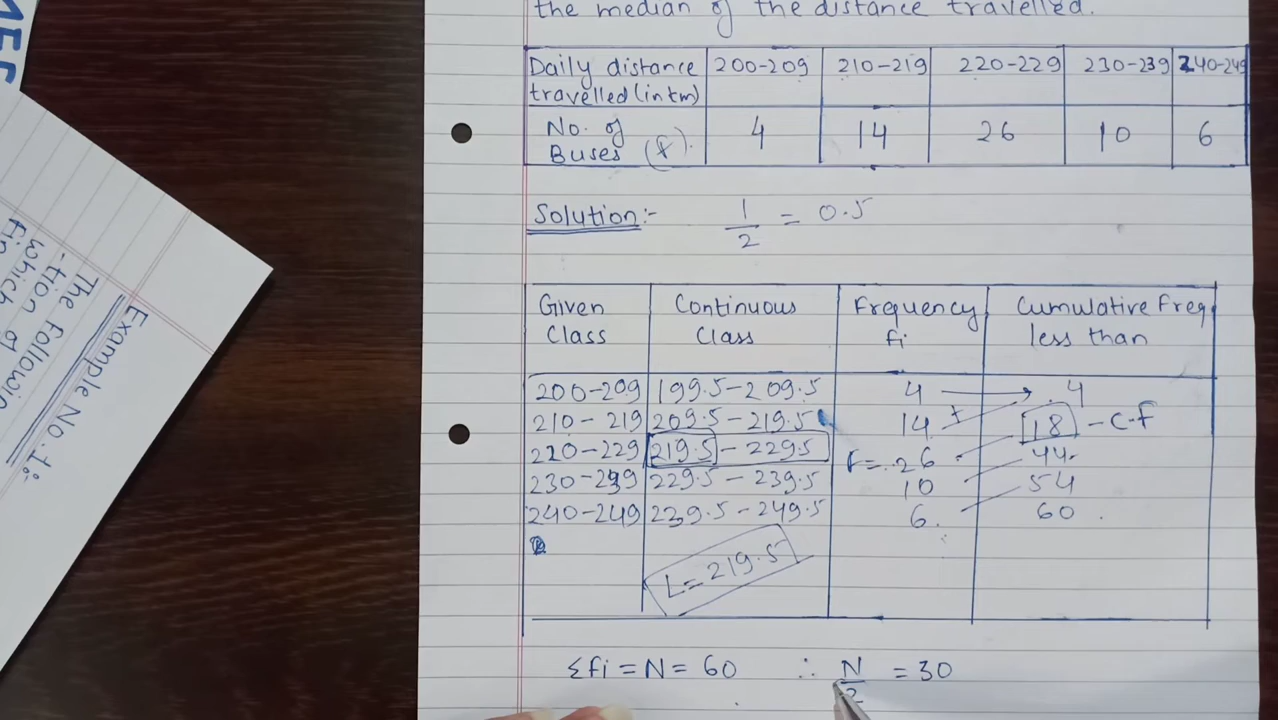 the median of the distance travelled.
Daily distance travelled (in km) 200-209 210-219 220-229 230-239 240-249
No. of Buses (f). 4 14 26 10 6
Solution:- 1/2 = 0.5
Given Class Continuous Class Frequency fi Cumulative Freq less than
200-209 199.5-209.5 4 4
210-219 209.5-219.5 14 + 18 - C.F
220-229 219.5-229.5 f= 26 44
230-239 229.5-239.5 10 54
240-249 239.5-249.5 6. 60
L=219.5
Σfi = N = 60 ∴ N/2 = 30
Example No. 1:
The Followin
-tion of
which
Fin